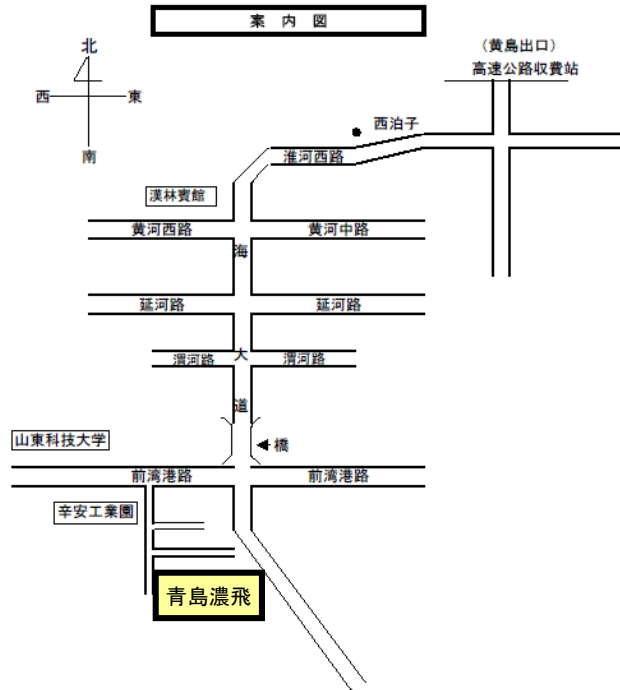 案内図
北
西 東
南
（黄島出口）
高速公路収費站
西泊子
淮河西路
漢林賓館
黄河西路 黄河中路
海
延河路 延河路
大
渭河路 渭河路
道
山東科技大学
橋
前湾港路 前湾港路
辛安工業園
青島濃飛